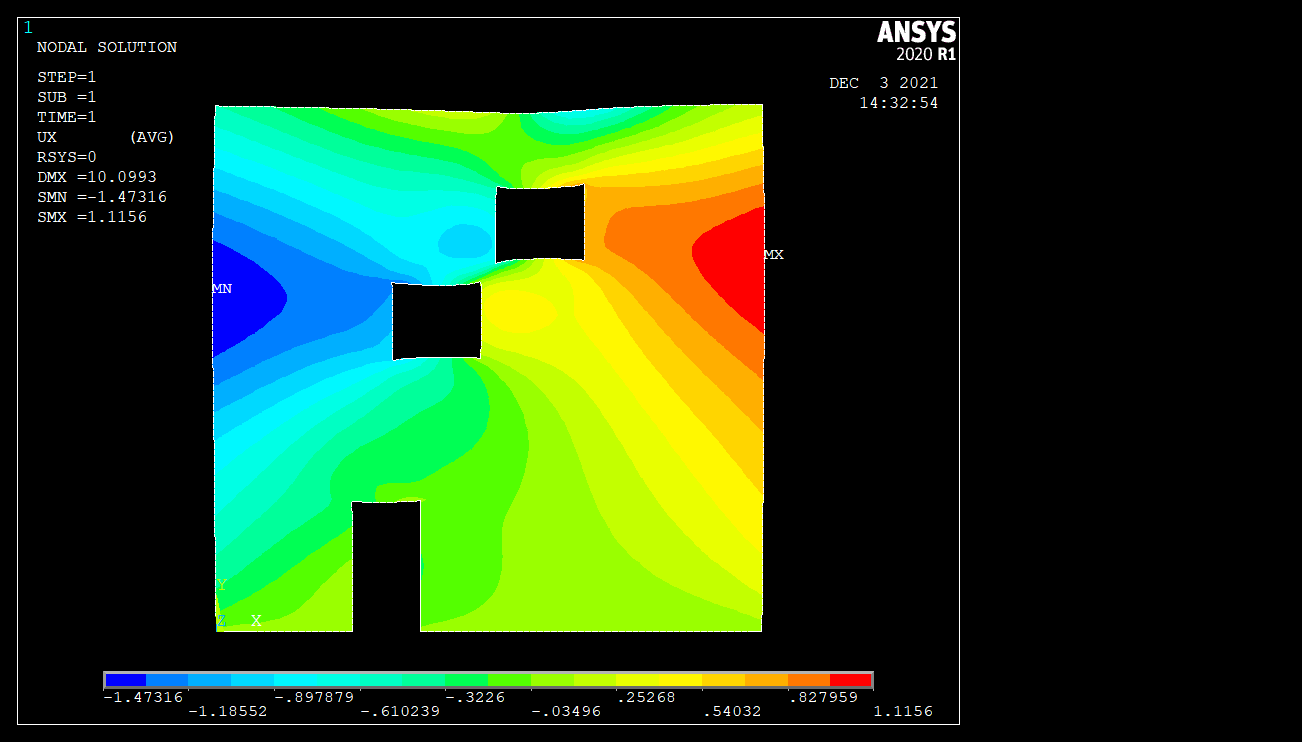 1
ANSYS
2020 R1
NODAL SOLUTION
STEP=1
SUB =1
TIME=1
UX (AVG)
RSYS=0
DMX =10.0993
SMN =-1.47316
SMX =1.1156
DEC 3 2021
14:32:54
MX
MN
Y
Z X
-1.47316 -.897879 -.3226 .25268 .827959
-1.18552 -.610239 -.03496 .54032 1.1156